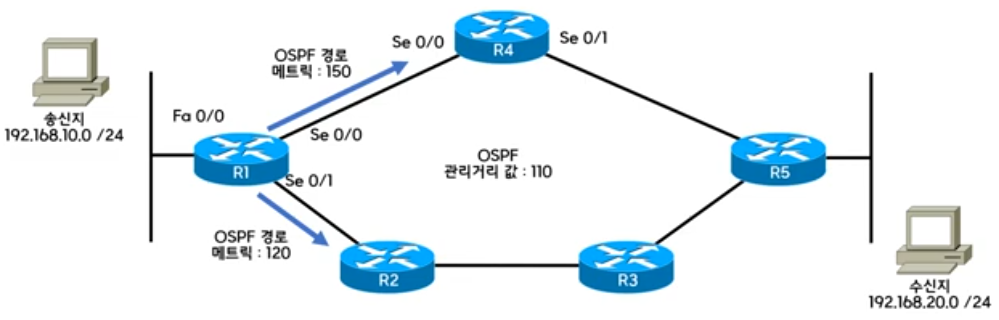 Se 0/0
R4
Se 0/1
OSPF 경로
메트릭 : 150
송신지
192.168.10.0 /24
Fa 0/0
Se 0/0
R1
Se 0/1
OSPF
관리거리 값 : 110
R5
OSPF 경로
메트릭 : 120
R2
R3
수신지
192.168.20.0 /24